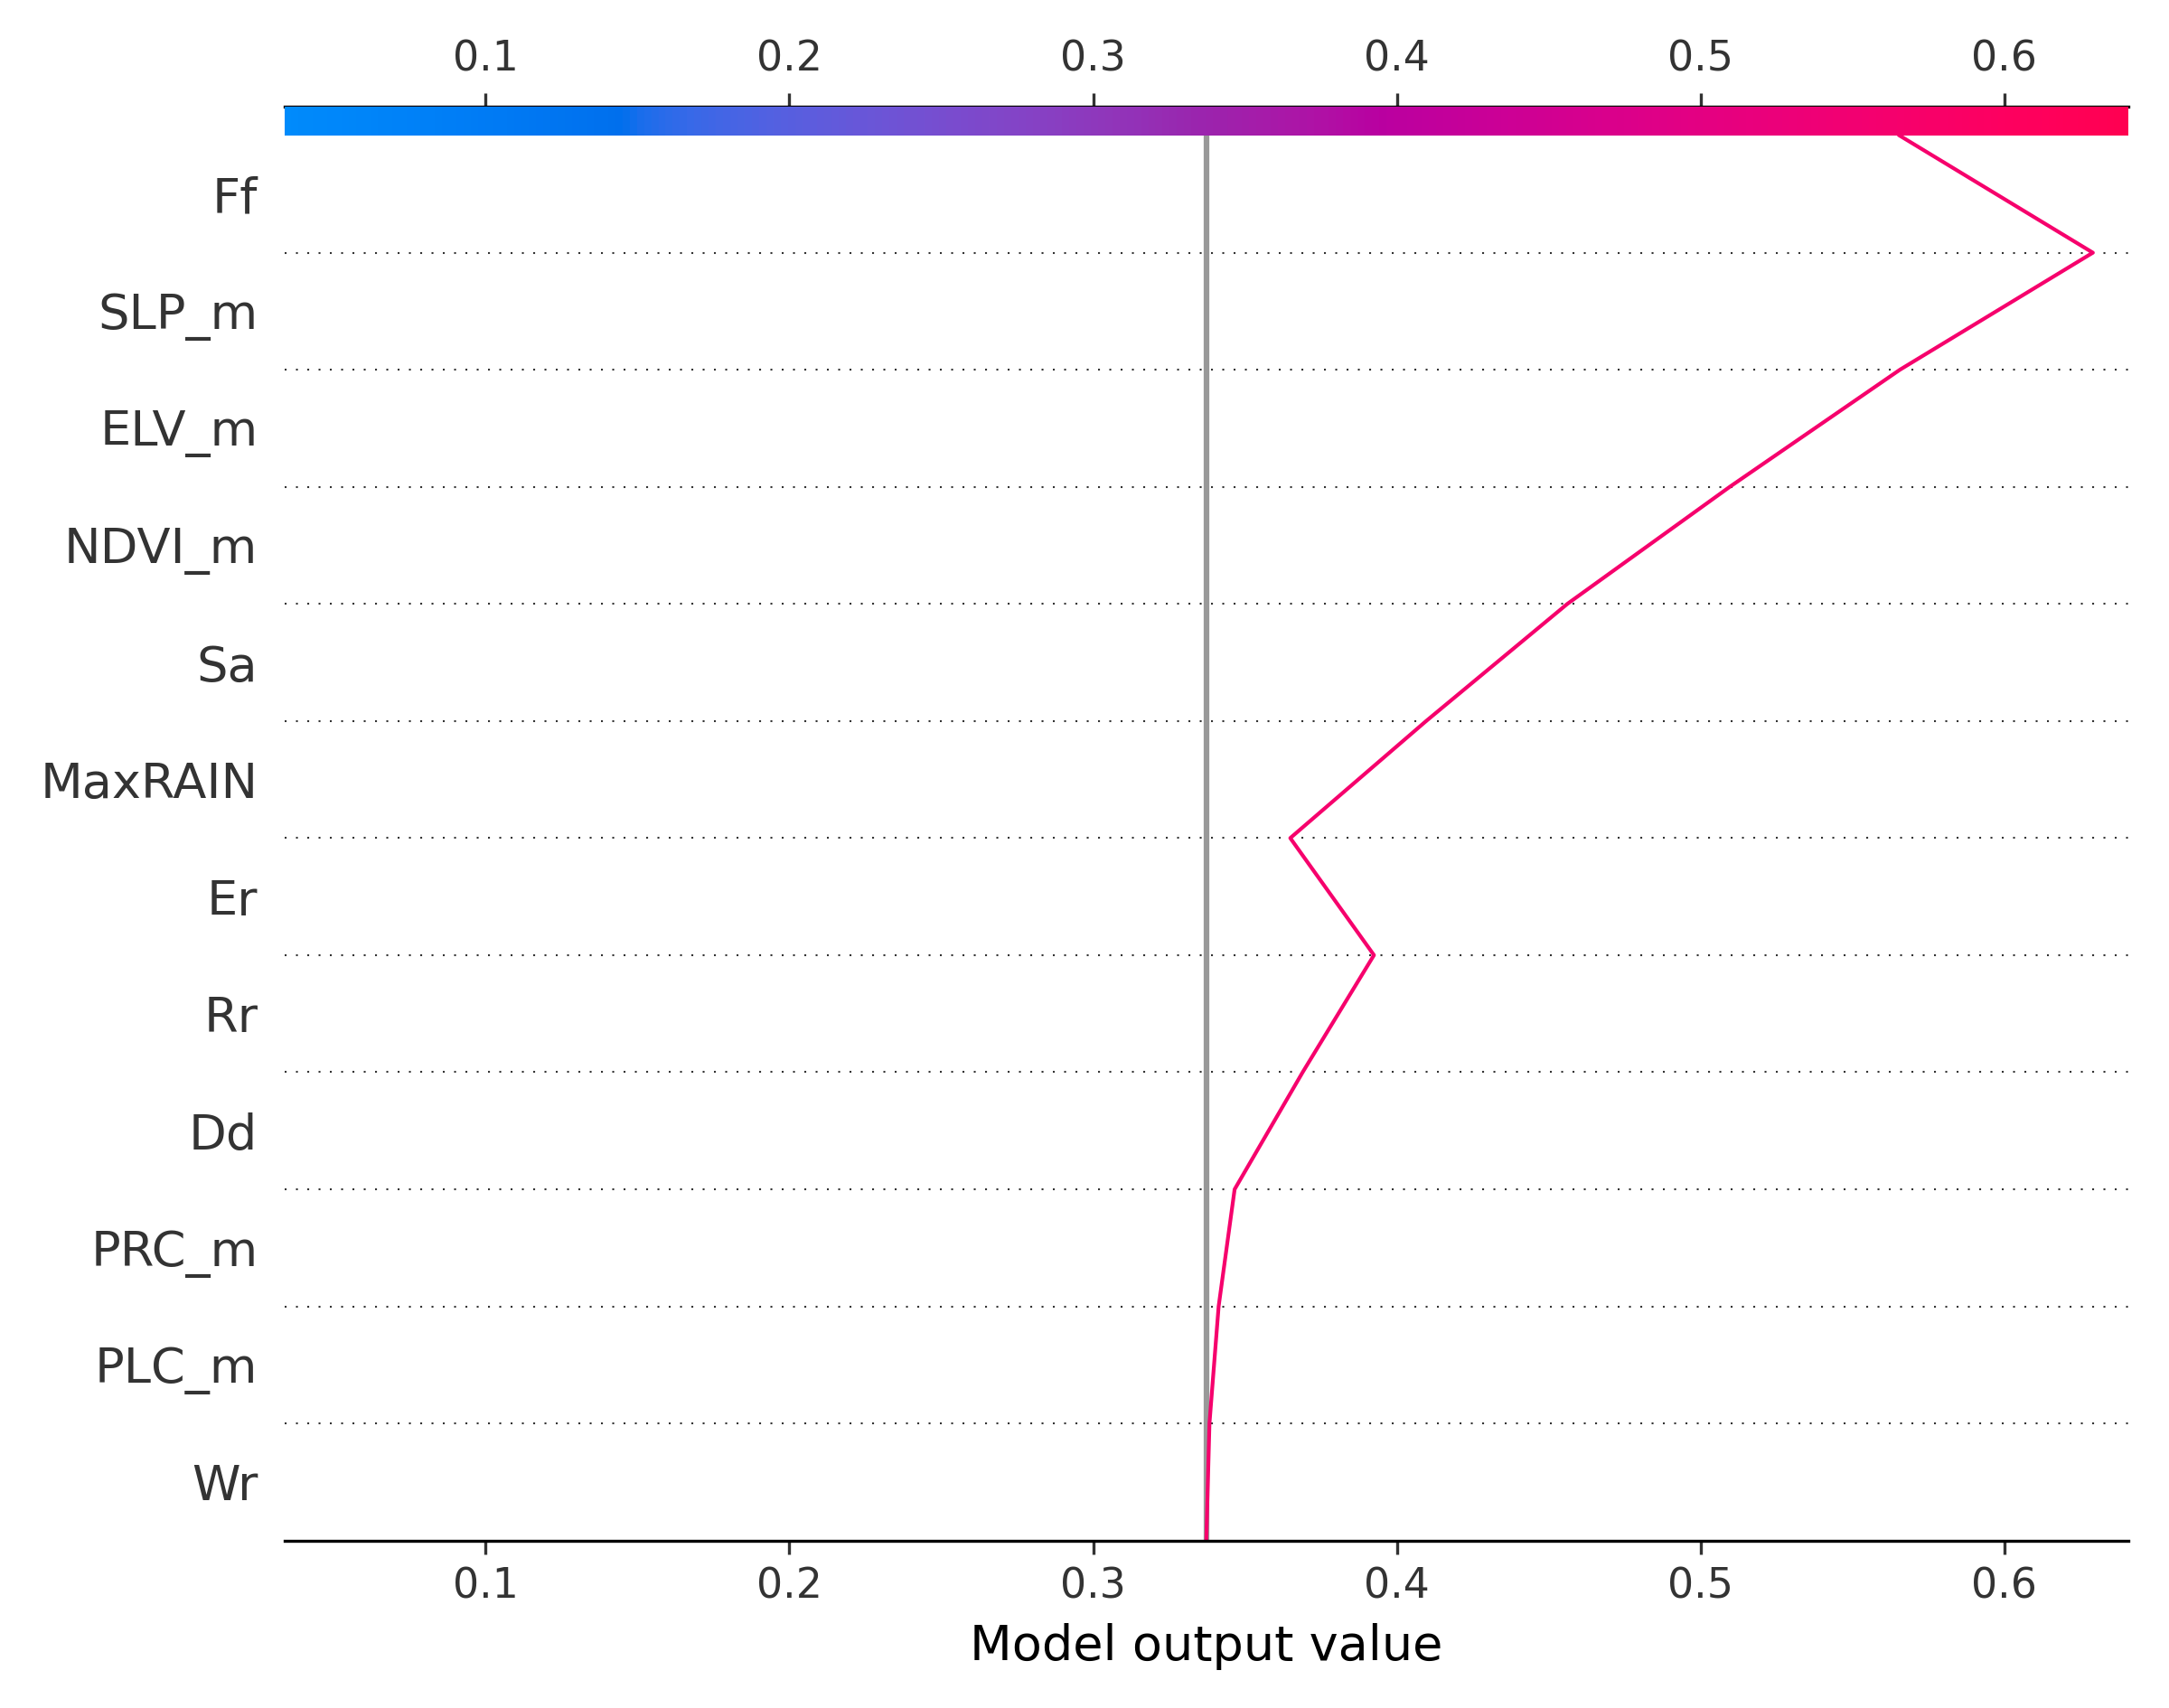 0.1 0.2 0.3 0.4 0.5 0.6
Ff
SLP_m
ELV_m
NDVI_m
Sa
MaxRAIN
Er
Rr
Dd
PRC_m
PLC_m
Wr
0.1 0.2 0.3 0.4 0.5 0.6
Model output value